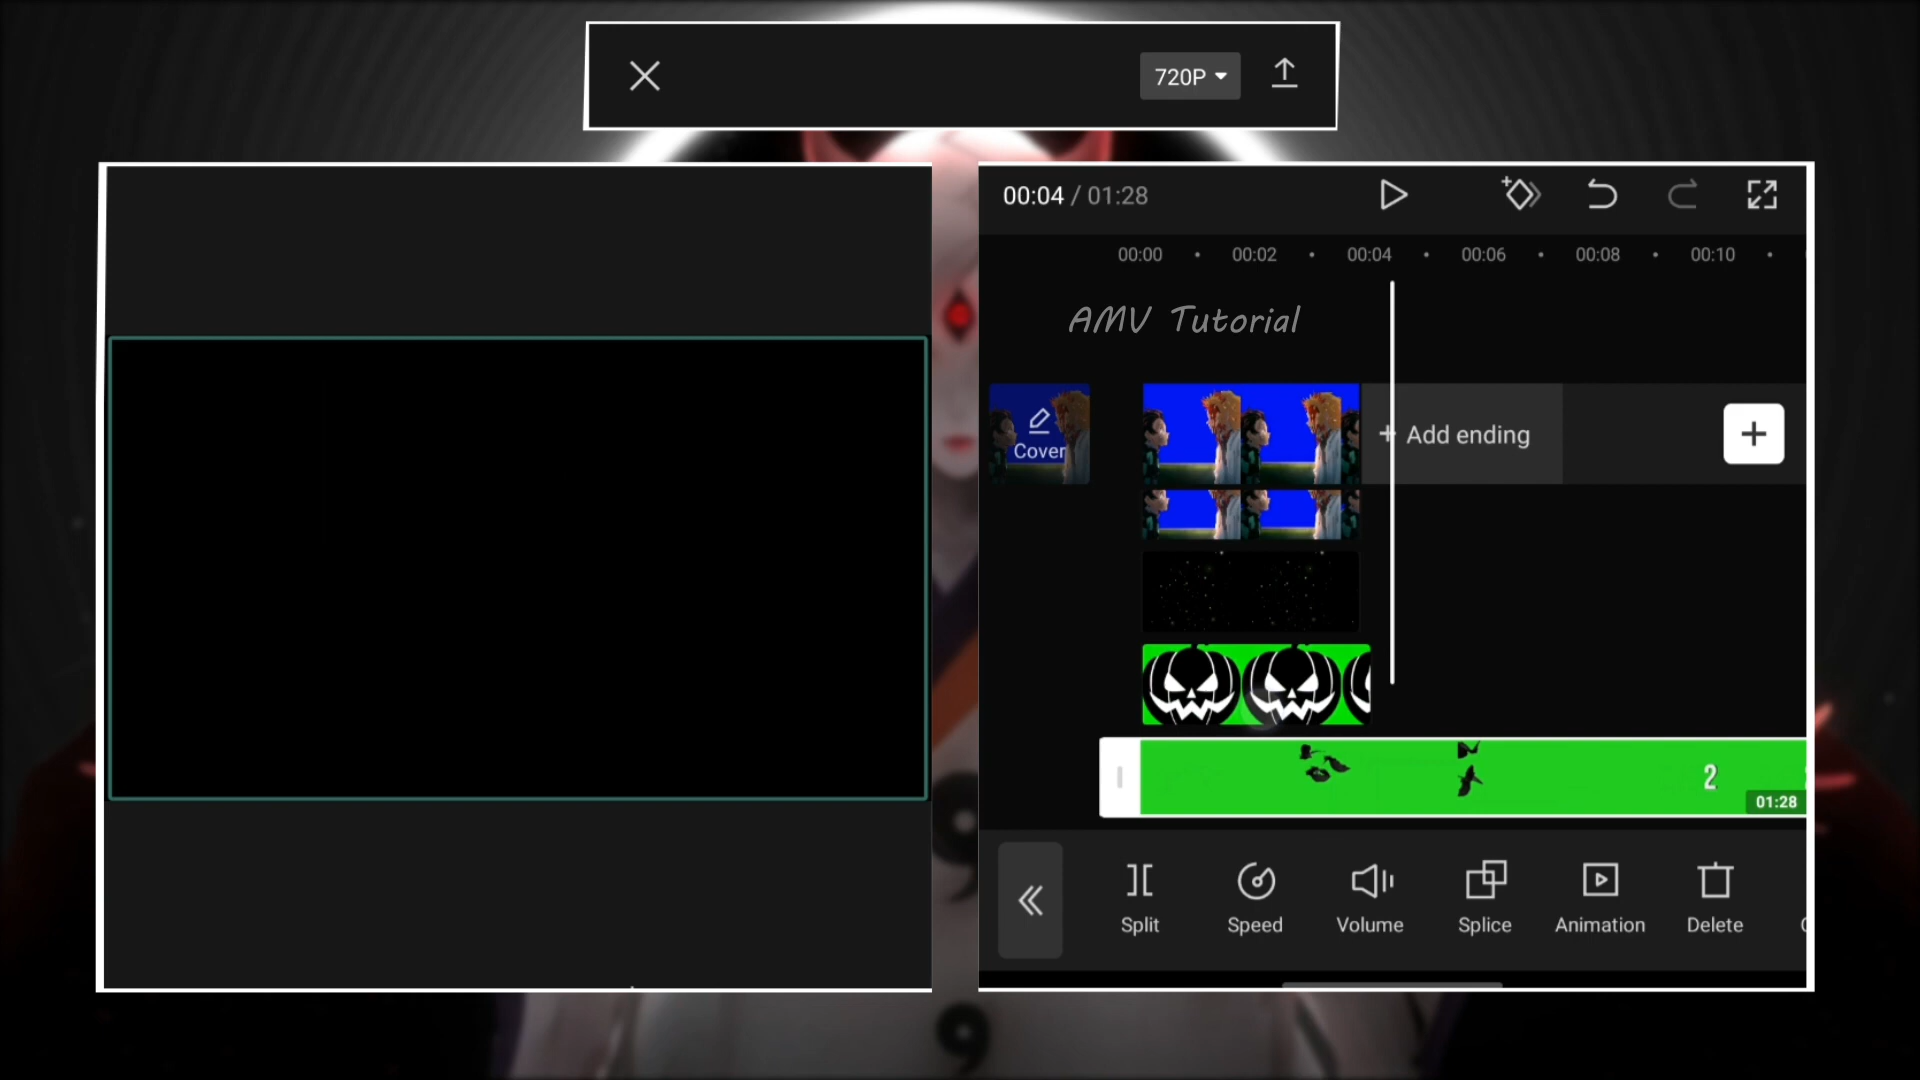 720P
00:04 / 01:28
00:00 00:02 00:04 00:06 00:08 00:10
AMV Tutorial
Cover
+ Add ending
2
01:28
Split Speed Volume Splice Animation Delete